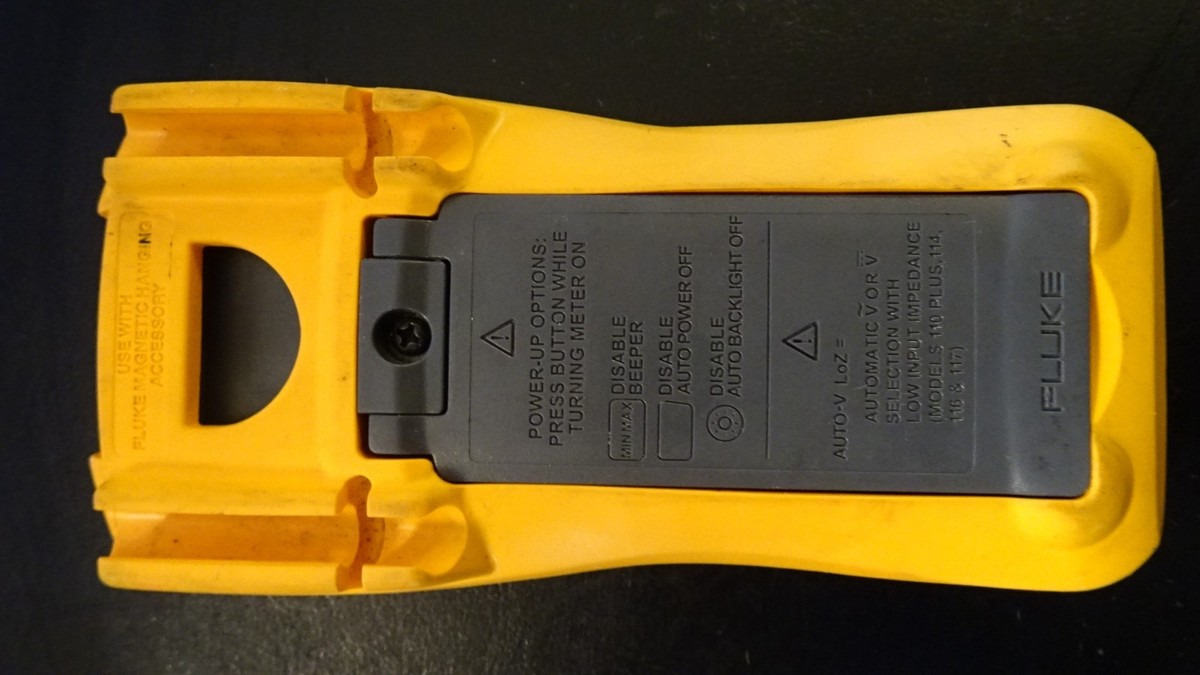 USE WITH
FLUKE MAGNETIC HANGING
ACCESSORY
POWER-UP OPTIONS:
PRESS BUTTON WHILE
TURNING METER ON
MIN MAX DISABLE
BEEPER
DISABLE
AUTO POWER OFF
DISABLE
AUTO BACKLIGHT OFF
AUTO-V LoZ =
AUTOMATIC V OR V
SELECTION WITH
LOW INPUT IMPEDANCE
(MODELS 110 PLUS, 114,
116 & 117)
FLUKE